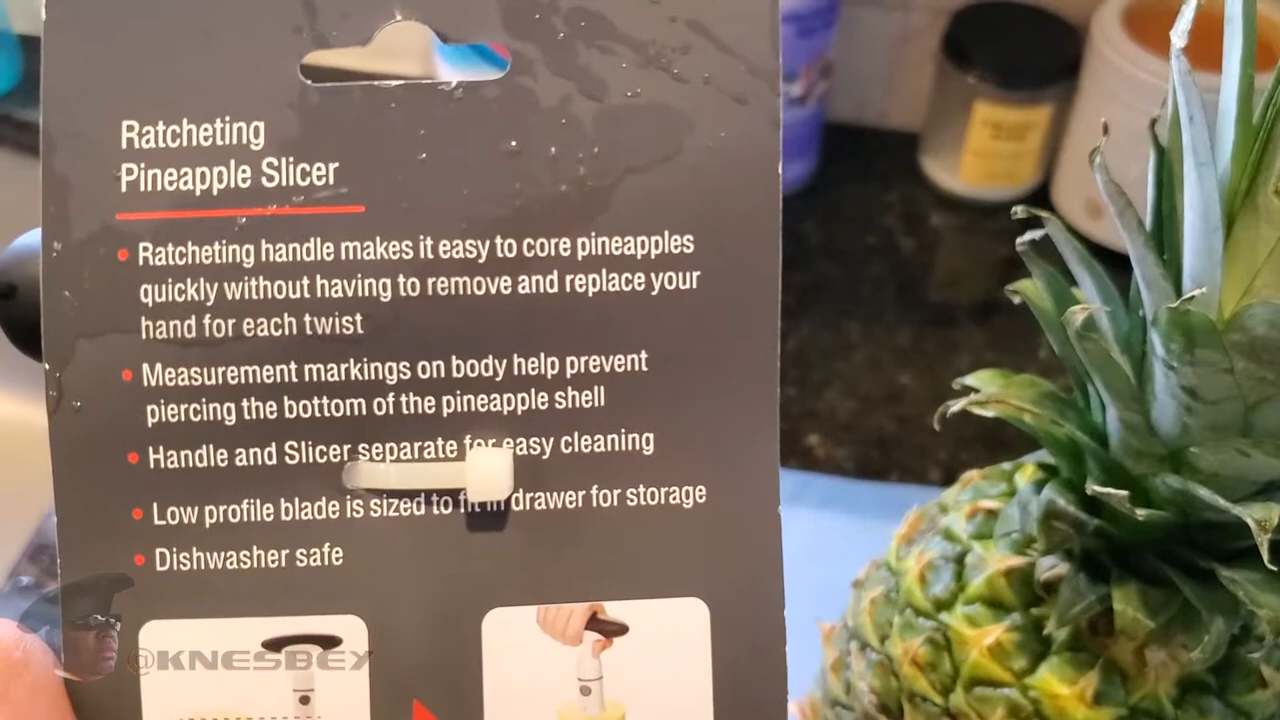 Ratcheting
Pineapple Slicer
Ratcheting handle makes it easy to core pineapples
quickly without having to remove and replace your
hand for each twist
Measurement markings on body help prevent
piercing the bottom of the pineapple shell
Handle and Slicer separate for easy cleaning
Low profile blade is sized to fit in drawer for storage
Dishwasher safe
@KNESBEY